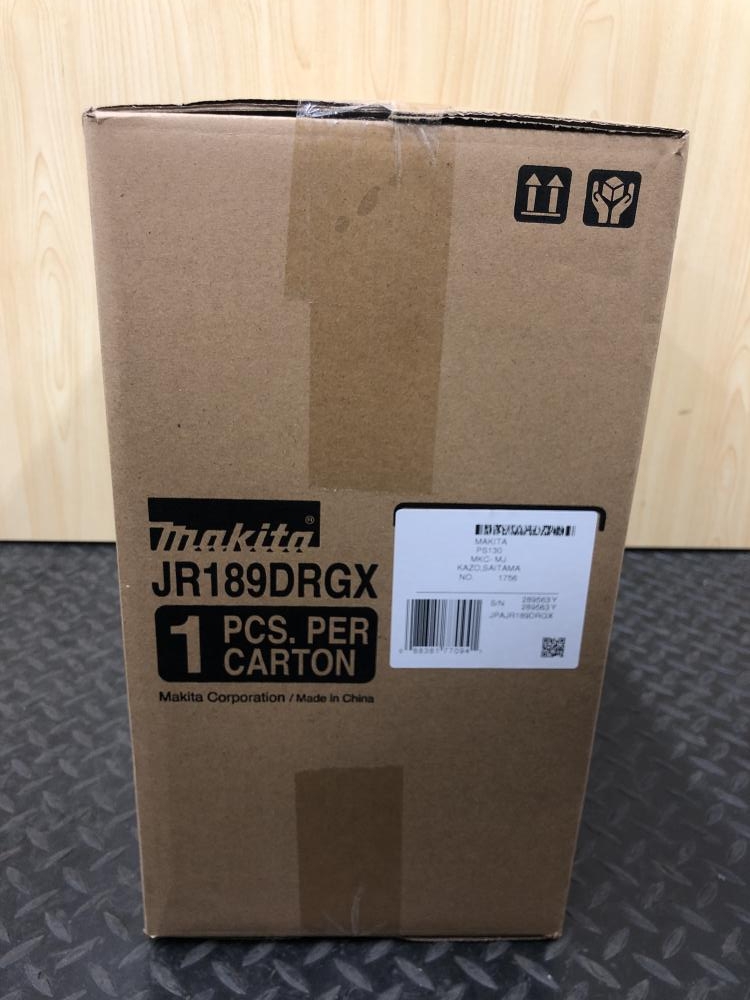 makita®
JR189DRGX
1 PCS. PER
CARTON
Makita Corporation / Made in China
MAKITA
PS130
MKC- MJ
KAZO,SAITAMA
NO. 1756
S/N 289563Y
289563Y
JPAJR189DRGX